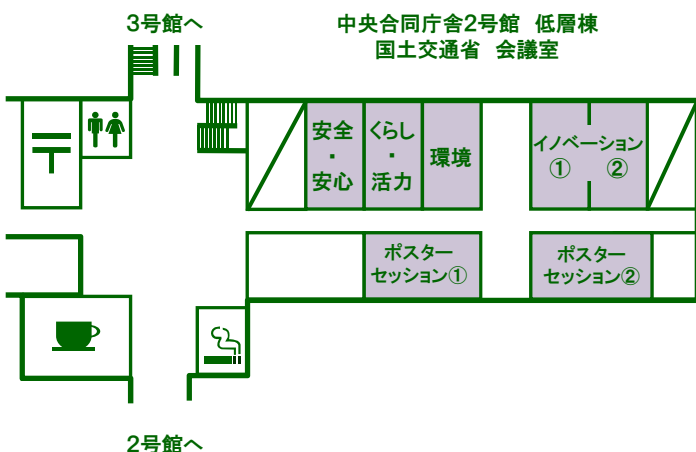 3号館へ
中央合同庁舎2号館 低層棟
国土交通省 会議室
安全
・
安心
くらし
・
活力
環境
イノベーション
① ②
ポスター
セッション①
ポスター
セッション②
2号館へ